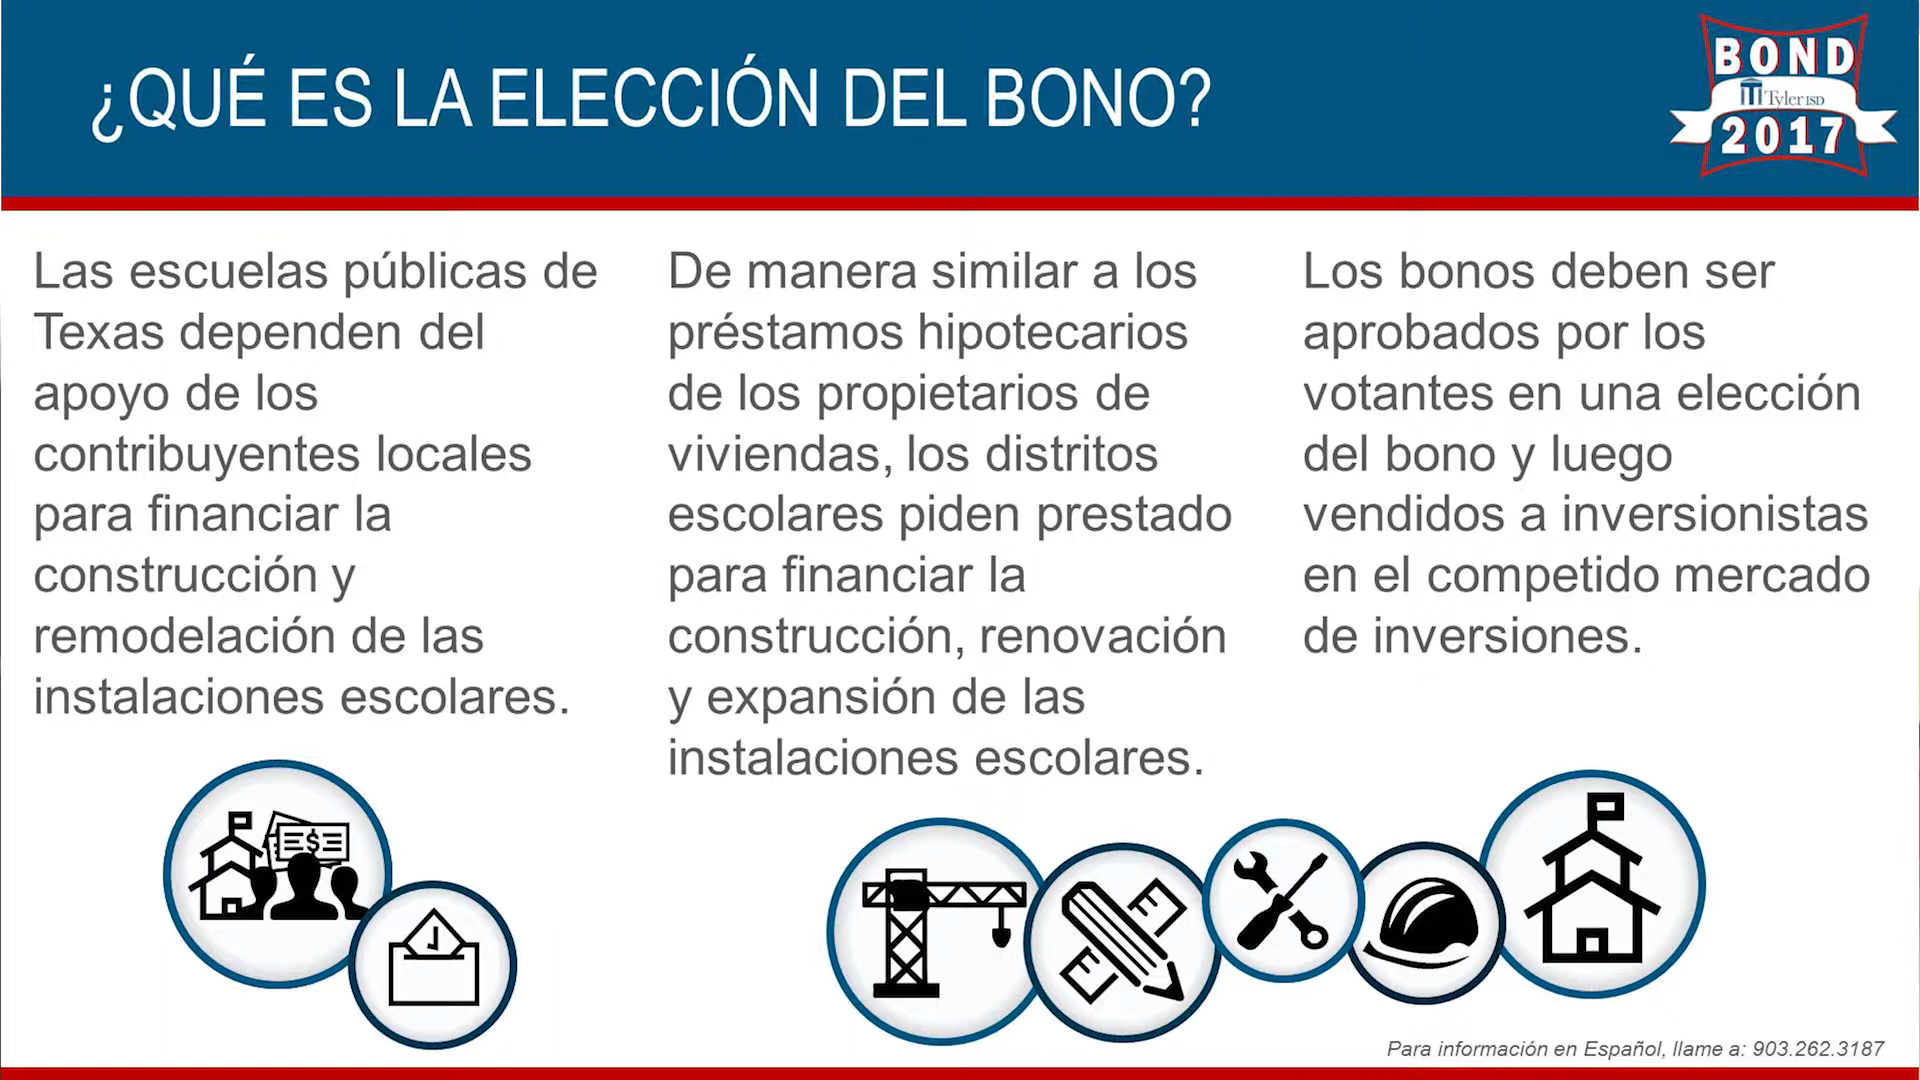 ¿QUÉ ES LA ELECCIÓN DEL BONO?
BOND
Tyler ISD
2017
Las escuelas públicas de
Texas dependen del
apoyo de los
contribuyentes locales
para financiar la
construcción y
remodelación de las
instalaciones escolares.
De manera similar a los
préstamos hipotecarios
de los propietarios de
viviendas, los distritos
escolares piden prestado
para financiar la
construcción, renovación
y expansión de las
instalaciones escolares.
Los bonos deben ser
aprobados por los
votantes en una elección
del bono y luego
vendidos a inversionistas
en el competido mercado
de inversiones.
$
Para información en Español, llame a: 903.262.3187